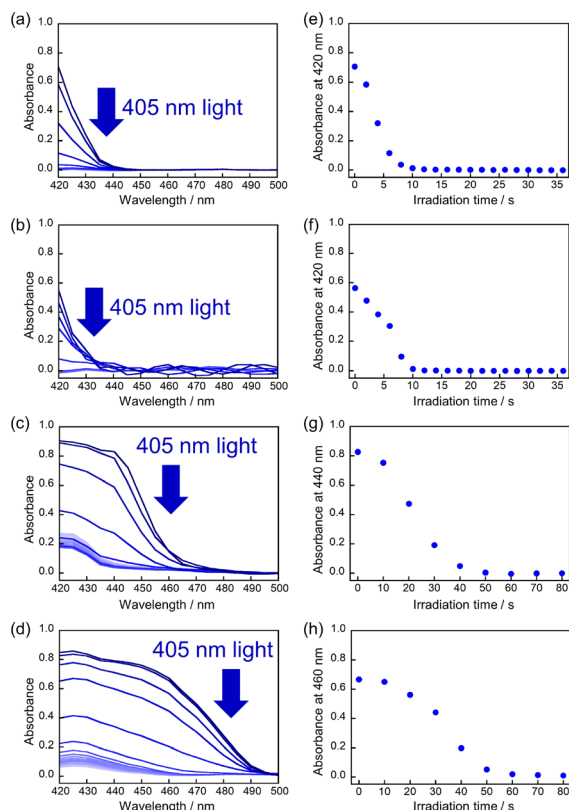 (a)
1.0
0.8
0.6
0.4
0.2
0.0
Absorbance
405 nm light
420 430 440 450 460 470 480 490 500
Wavelength / nm
(e)
1.0
0.8
0.6
0.4
0.2
0.0
Absorbance at 420 nm
0 5 10 15 20 25 30 35
Irradiation time / s
(b)
1.0
0.8
0.6
0.4
0.2
0.0
Absorbance
405 nm light
420 430 440 450 460 470 480 490 500
Wavelength / nm
(f)
1.0
0.8
0.6
0.4
0.2
0.0
Absorbance at 420 nm
0 5 10 15 20 25 30 35
Irradiation time / s
(c)
1.0
0.8
0.6
0.4
0.2
0.0
Absorbance
405 nm light
420 430 440 450 460 470 480 490 500
Wavelength / nm
(g)
1.0
0.8
0.6
0.4
0.2
0.0
Absorbance at 440 nm
0 10 20 30 40 50 60 70 80
Irradiation time / s
(d)
1.0
0.8
0.6
0.4
0.2
0.0
Absorbance
405 nm light
420 430 440 450 460 470 480 490 500
Wavelength / nm
(h)
1.0
0.8
0.6
0.4
0.2
0.0
Absorbance at 460 nm
0 10 20 30 40 50 60 70 80
Irradiation time / s